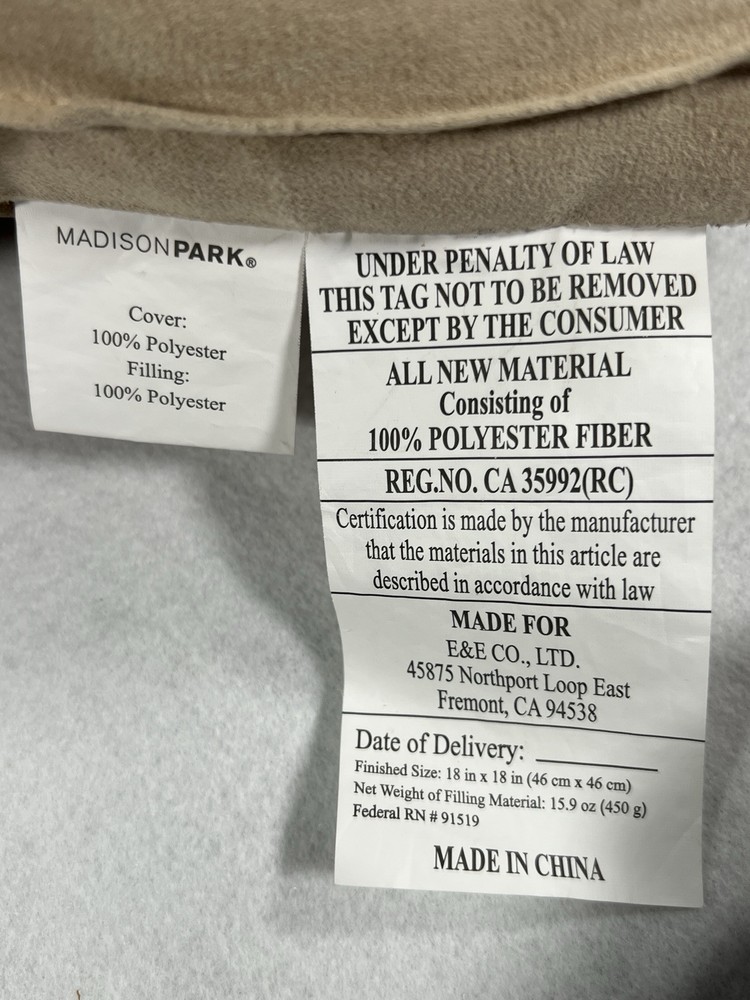 MADISONPARK®
Cover:
100% Polyester
Filling:
100% Polyester
UNDER PENALTY OF LAW
THIS TAG NOT TO BE REMOVED
EXCEPT BY THE CONSUMER
ALL NEW MATERIAL
Consisting of
100% POLYESTER FIBER
REG.NO. CA 35992(RC)
Certification is made by the manufacturer
that the materials in this article are
described in accordance with law
MADE FOR
E&E CO., LTD.
45875 Northport Loop East
Fremont, CA 94538
Date of Delivery: ___________
Finished Size: 18 in x 18 in (46 cm x 46 cm)
Net Weight of Filling Material: 15.9 oz (450 g)
Federal RN # 91519
MADE IN CHINA